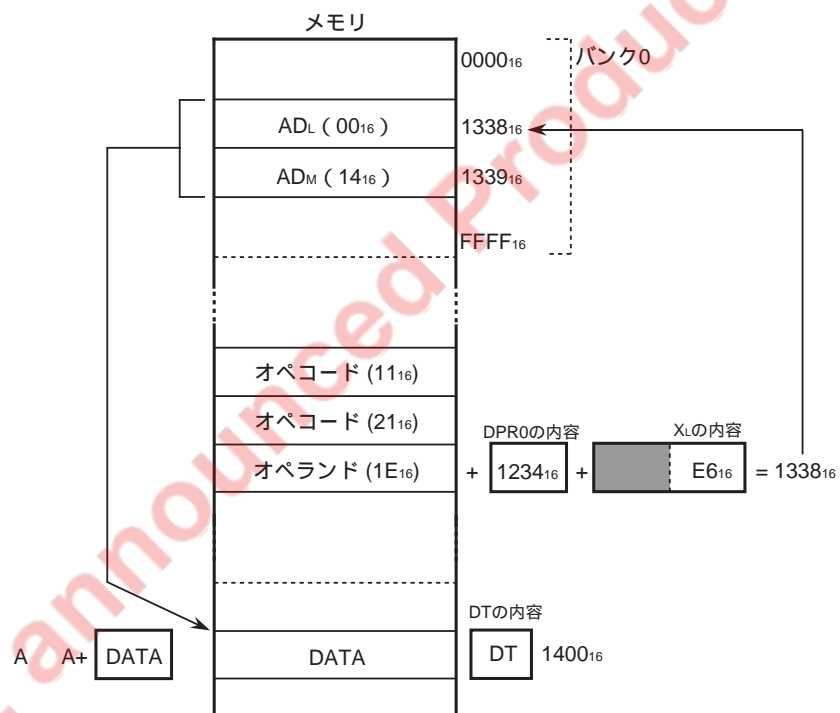 メモリ
0000₁₆
バンク0
ADL ( 00₁₆ )
1338₁₆
ADM ( 14₁₆ )
1339₁₆
FFFF₁₆
オペコード (11₁₆)
オペコード (21₁₆)
DPR0の内容
XLの内容
オペランド (1E₁₆)
+ 1234₁₆ + E6₁₆ = 1338₁₆
DTの内容
A A+ DATA
DATA
DT 1400₁₆
announced Produc